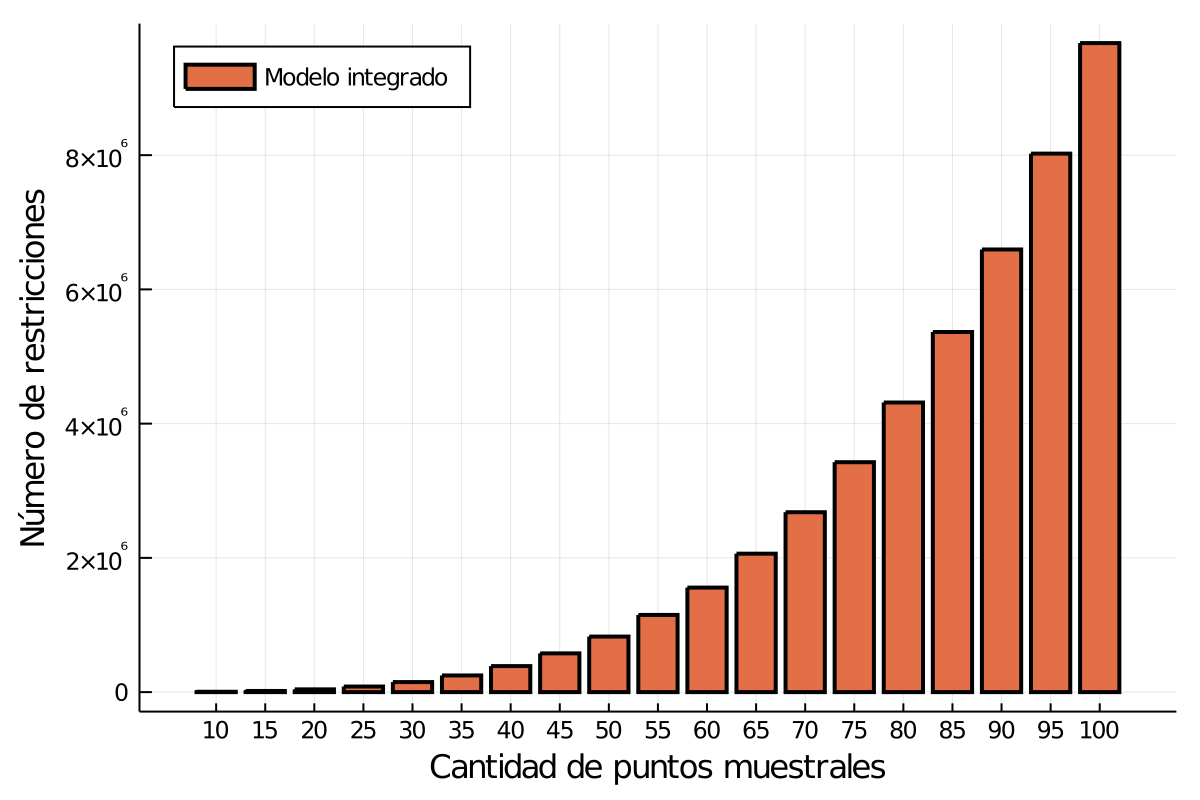 Modelo integrado
Número de restricciones
8×10⁶
6×10⁶
4×10⁶
2×10⁶
0
10 15 20 25 30 35 40 45 50 55 60 65 70 75 80 85 90 95 100
Cantidad de puntos muestrales